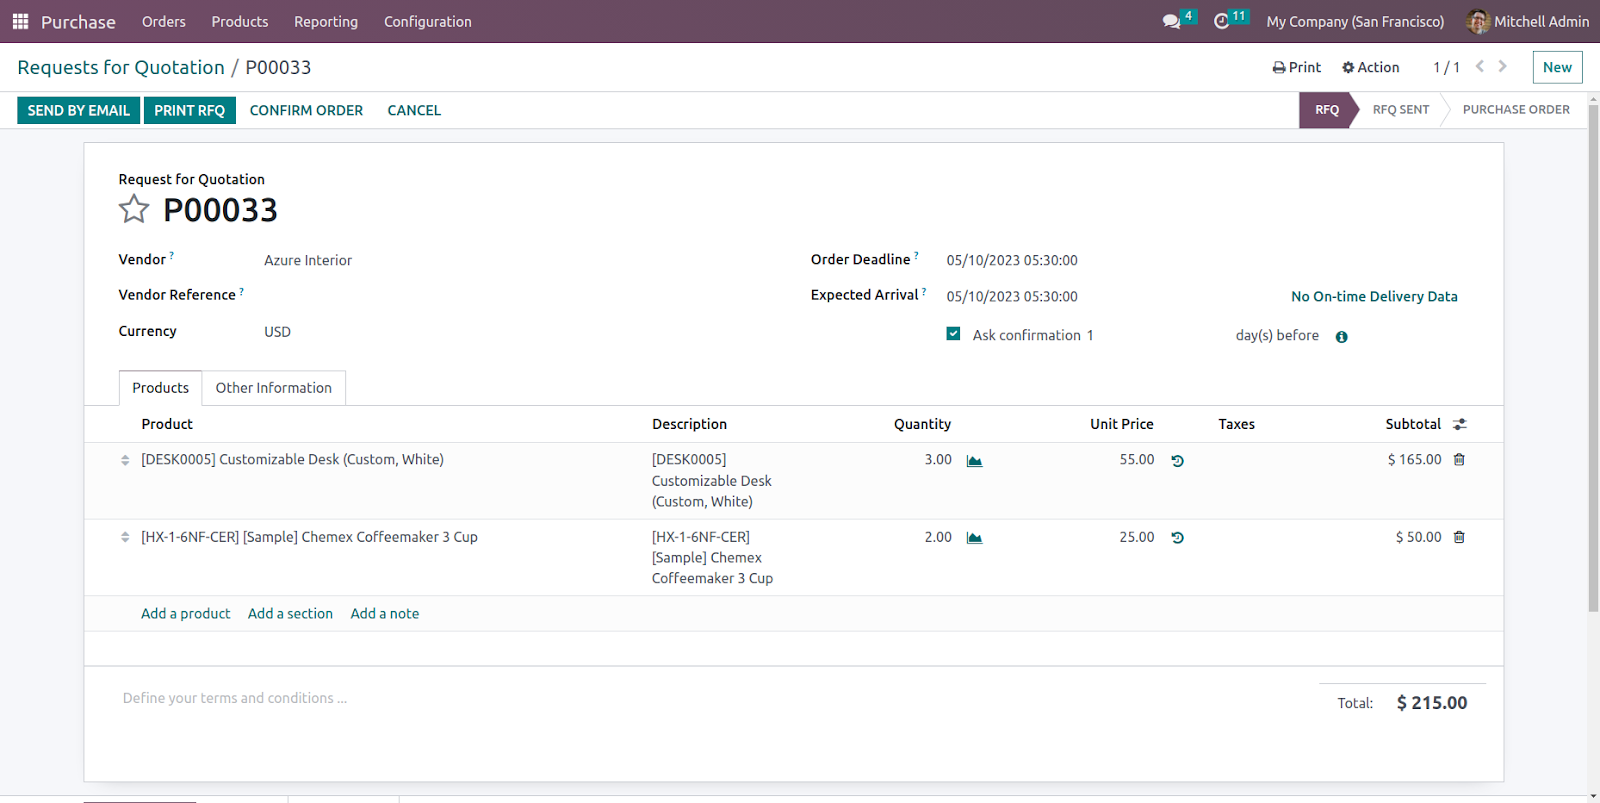 Purchase Orders Products Reporting Configuration 4 11 My Company (San Francisco) Mitchell Admin
Requests for Quotation / P00033 Print Action 1 / 1 New
SEND BY EMAIL PRINT RFQ CONFIRM ORDER CANCEL RFQ RFQ SENT PURCHASE ORDER
Request for Quotation
P00033
Vendor ? Azure Interior Order Deadline ? 05/10/2023 05:30:00
Vendor Reference ? Expected Arrival ? 05/10/2023 05:30:00 No On-time Delivery Data
Currency USD Ask confirmation 1 day(s) before
Products Other Information
Product Description Quantity Unit Price Taxes Subtotal
[DESK0005] Customizable Desk (Custom, White) [DESK0005] 3.00 55.00 $ 165.00
Customizable Desk
(Custom, White)
[HX-1-6NF-CER] [Sample] Chemex Coffeemaker 3 Cup [HX-1-6NF-CER] 2.00 25.00 $ 50.00
[Sample] Chemex
Coffeemaker 3 Cup
Add a product Add a section Add a note
Define your terms and conditions ... Total: $ 215.00